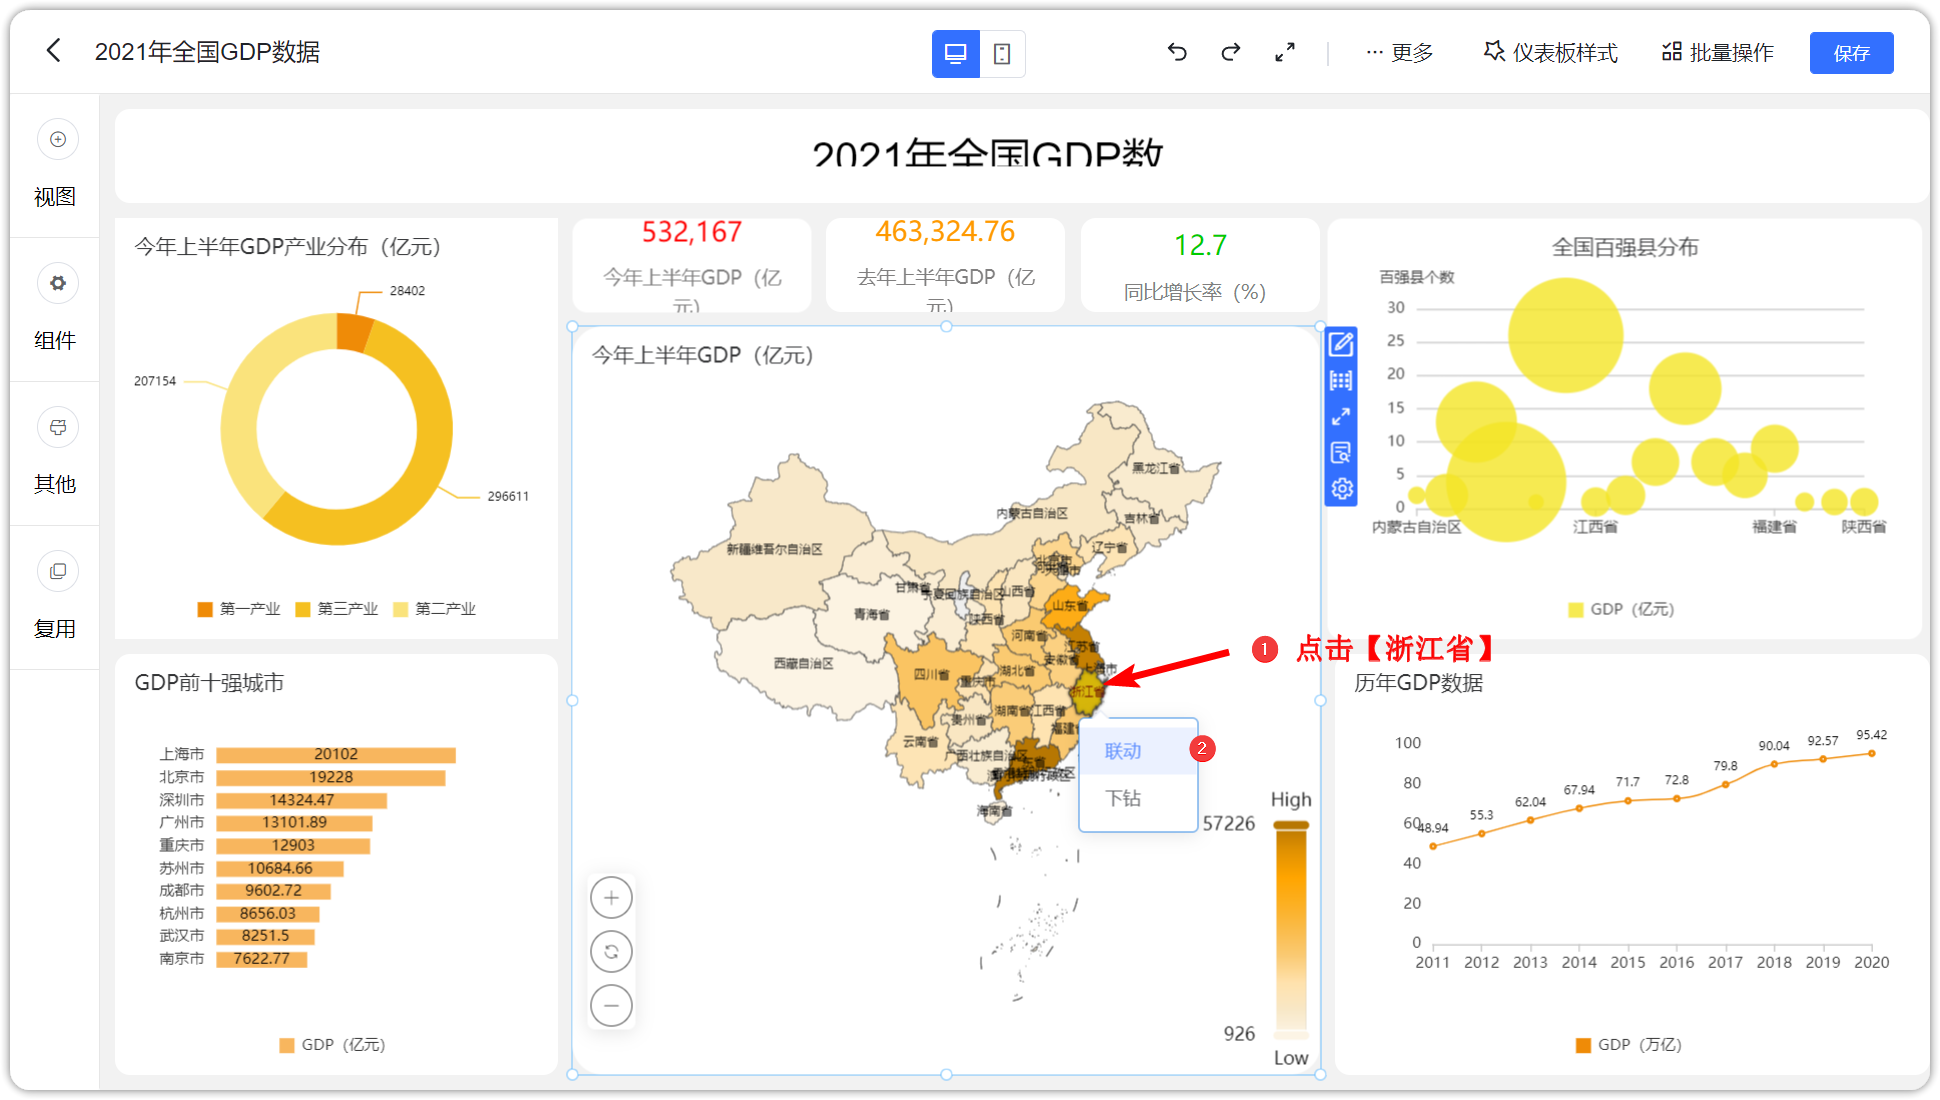 2021年全国GDP数据
更多
仪表板样式
批量操作
保存
视图
组件
其他
复用
2021年全国GDP数
今年上半年GDP产业分布（亿元）
28402
207154
296611
第一产业
第三产业
第二产业
532,167
今年上半年GDP（亿
元）
463,324.76
去年上半年GDP（亿
元）
12.7
同比增长率（%）
全国百强县分布
百强县个数
30
25
20
15
10
5
0
内蒙古自治区
江西省
福建省
陕西省
GDP（亿元）
今年上半年GDP（亿元）
黑龙江省
内蒙古自治区
吉林省
新疆维吾尔自治区
辽宁省
北京市
甘肃省
宁夏回族自治区
山西省
青海省
山东省
陕西省
河南省
江苏省
西藏自治区
安徽省
上海市
四川省
湖北省
重庆市
浙江省
湖南省
江西省
贵州省
福建省
云南省
广西壮族自治区
海南省
1 点击【浙江省】
联动
2
下钻
High
57226
926
Low
GDP前十强城市
上海市 20102
北京市 19228
深圳市 14324.47
广州市 13101.89
重庆市 12903
苏州市 10684.66
成都市 9602.72
杭州市 8656.03
武汉市 8251.5
南京市 7622.77
GDP（亿元）
历年GDP数据
100
80
60
40
20
0
48.94
55.3
62.04
67.94
71.7
72.8
79.8
90.04
92.57
95.42
2011 2012 2013 2014 2015 2016 2017 2018 2019 2020
GDP（万亿）